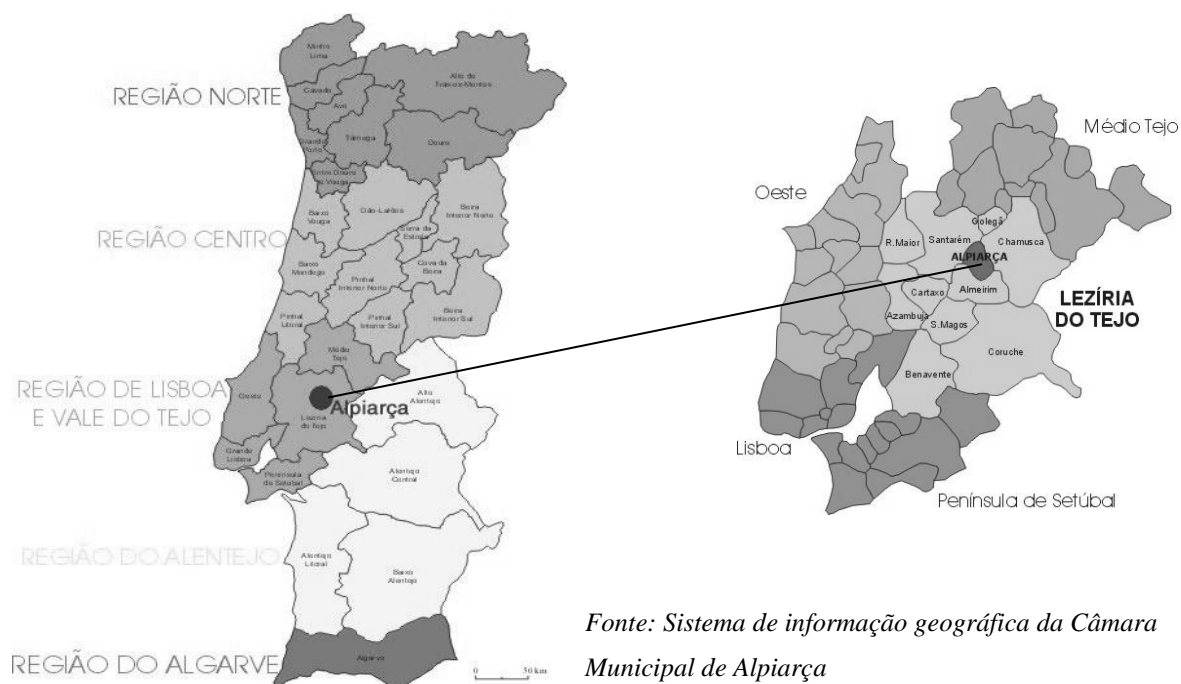 REGIÃO NORTE
REGIÃO CENTRO
REGIÃO DE LISBOA
E VALE DO TEJO
REGIÃO DO ALENTEJO
REGIÃO DO ALGARVE
Minho
Lima
Cávado
Ave
Alto de
Trás-os-Montes
Grande
Porto
Tâmega
Douro
Entre Douro
e Vouga
Baixo
Vouga
Dão-Lafões
Beira
Interior Norte
Serra da
Estrela
Cova da
Beira
Baixo
Mondego
Pinhal
Interior Norte
Pinhal
Litoral
Pinhal
Interior Sul
Beira
Interior Sul
Médio
Tejo
Oeste
Alpiarça
Lezíria
do Tejo
Alto
Alentejo
Grande
Lisboa
Península
de Setúbal
Alentejo
Central
Alentejo
Litoral
Baixo
Alentejo
Algarve
0 50 km
Médio Tejo
Oeste
Golegã
R.Maior
Santarém
Chamusca
ALPIARÇA
Cartaxo
Almeirim
LEZÍRIA
DO TEJO
Azambuja
S.Magos
Coruche
Benavente
Lisboa
Península de Setúbal
Fonte: Sistema de informação geográfica da Câmara
Municipal de Alpiarça